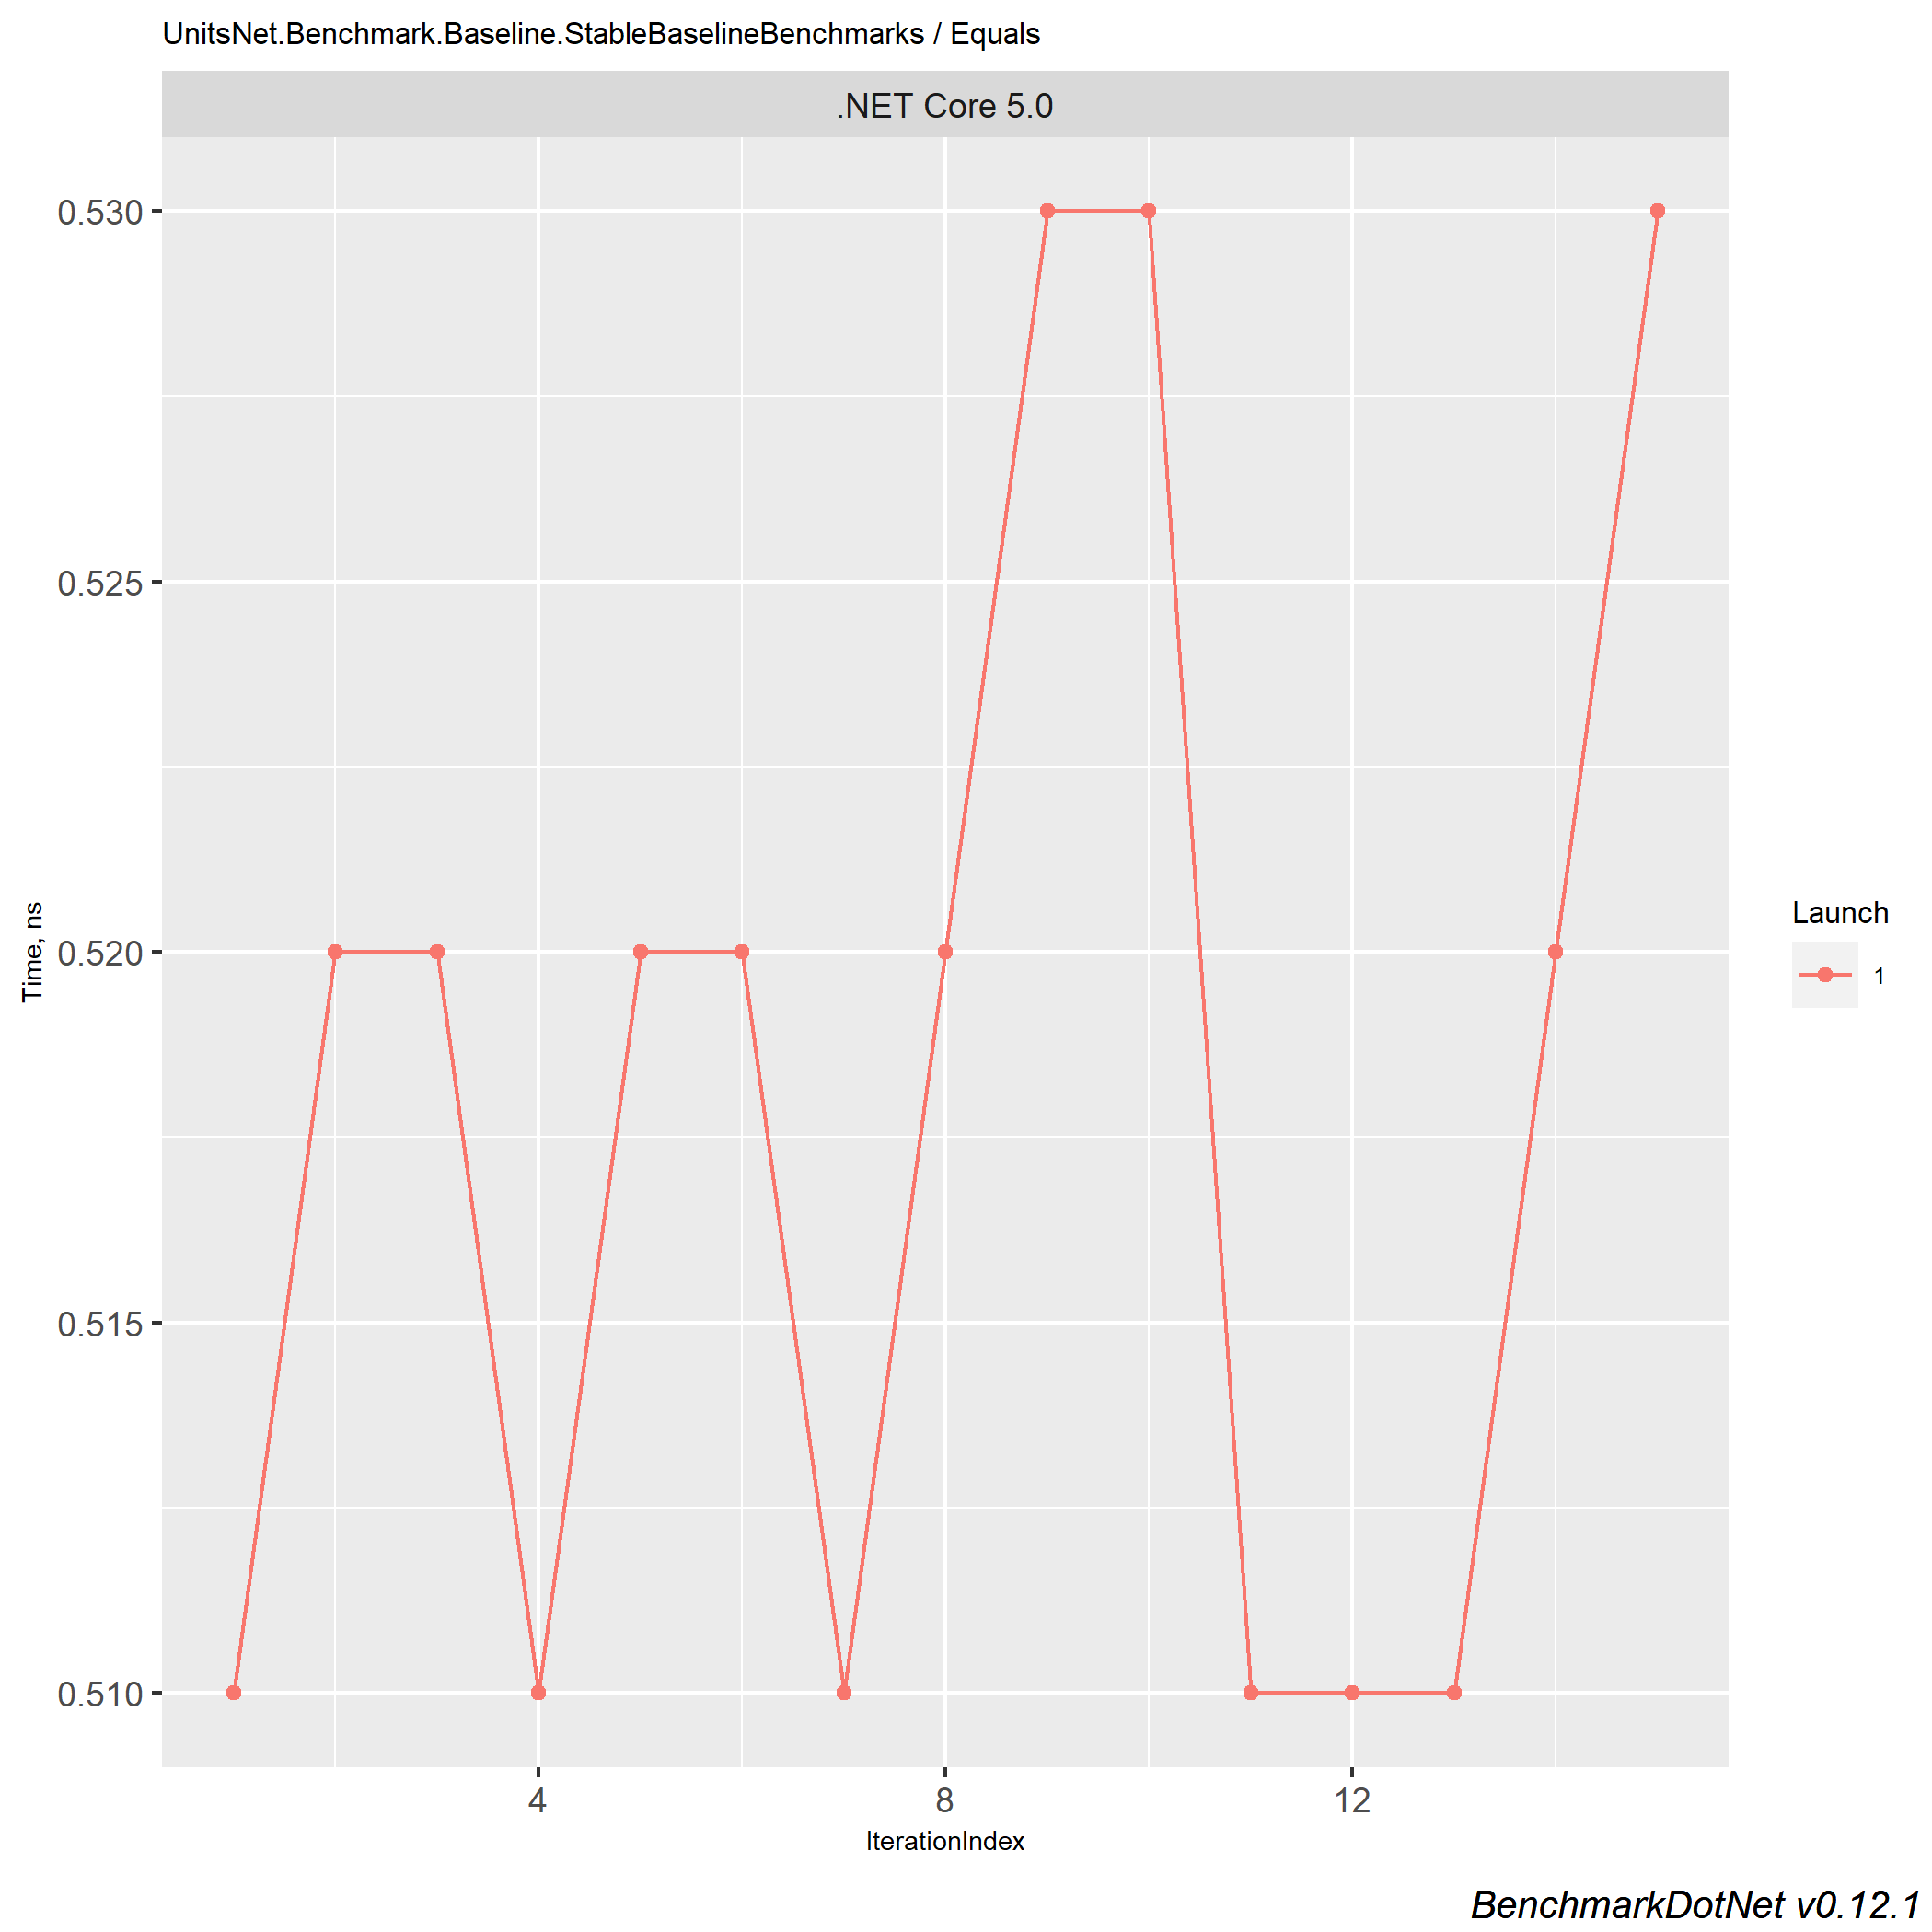 UnitsNet.Benchmark.Baseline.StableBaselineBenchmarks / Equals
.NET Core 5.0
0.530
0.525
0.520
0.515
0.510
Time, ns
4
8
12
IterationIndex
Launch
1
BenchmarkDotNet v0.12.1